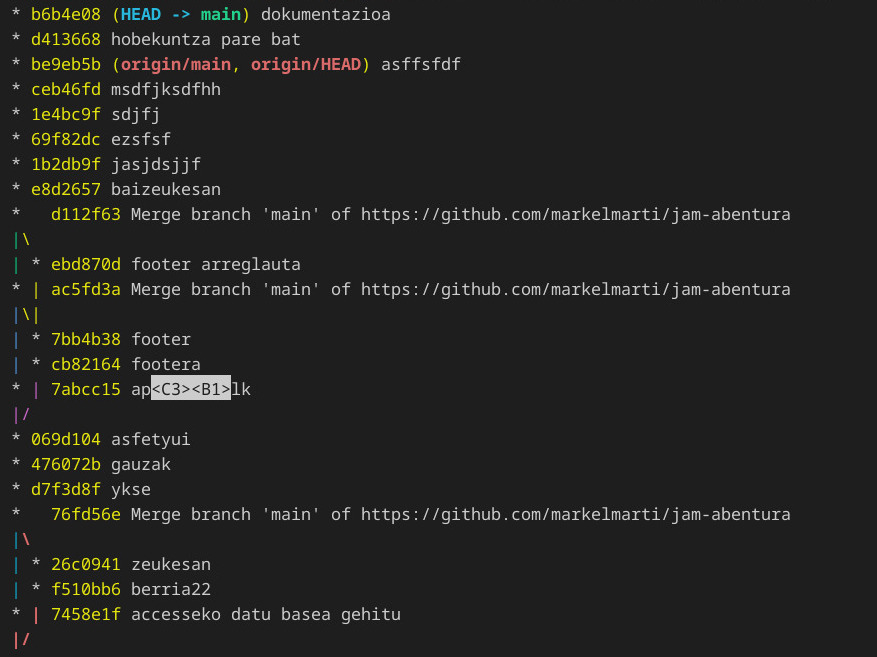 * b6b4e08 (HEAD -> main) dokumentazioa
* d413668 hobekuntza pare bat
* be9eb5b (origin/main, origin/HEAD) asffsfdf
* ceb46fd msdfjksdfhh
* 1e4bc9f sdjfj
* 69f82dc ezsfsf
* 1b2db9f jasjdsjjf
* e8d2657 baizeukesan
*   d112f63 Merge branch 'main' of https://github.com/markelmarti/jam-abentura
|\
| * ebd870d footer arreglauta
* | ac5fd3a Merge branch 'main' of https://github.com/markelmarti/jam-abentura
|\|
| * 7bb4b38 footer
| * cb82164 footera
* | 7abcc15 ap<C3><B1>lk
|/
* 069d104 asfetyui
* 476072b gauzak
* d7f3d8f ykse
*   76fd56e Merge branch 'main' of https://github.com/markelmarti/jam-abentura
|\
| * 26c0941 zeukesan
| * f510bb6 berria22
* | 7458e1f accesseko datu basea gehitu
|/